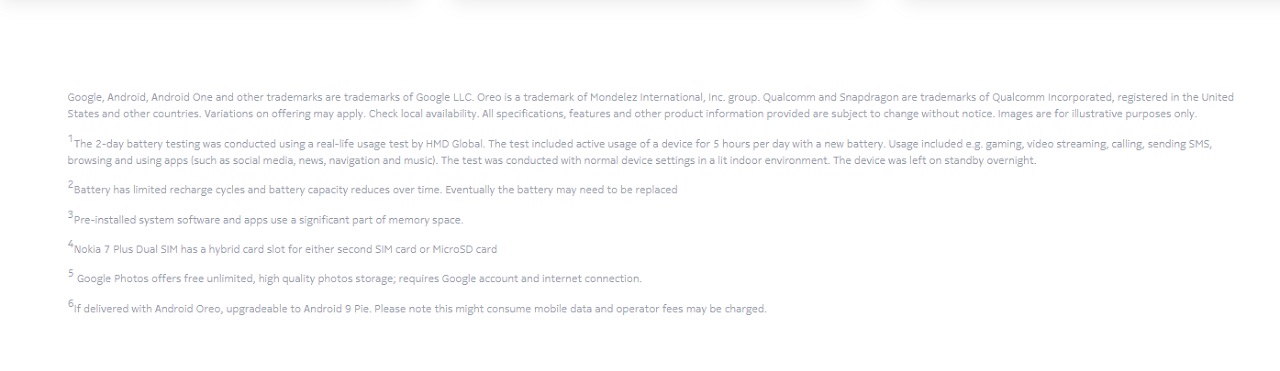 Google, Android, Android One and other trademarks are trademarks of Google LLC. Oreo is a trademark of Mondelez International, Inc. group. Qualcomm and Snapdragon are trademarks of Qualcomm Incorporated, registered in the United
States and other countries. Variations on offering may apply. Check local availability. All specifications, features and other product information provided are subject to change without notice. Images are for illustrative purposes only.
1The 2-day battery testing was conducted using a real-life usage test by HMD Global. The test included active usage of a device for 5 hours per day with a new battery. Usage included e.g. gaming, video streaming, calling, sending SMS,
browsing and using apps (such as social media, news, navigation and music). The test was conducted with normal device settings in a lit indoor environment. The device was left on standby overnight.
2Battery has limited recharge cycles and battery capacity reduces over time. Eventually the battery may need to be replaced
3Pre-installed system software and apps use a significant part of memory space.
4Nokia 7 Plus Dual SIM has a hybrid card slot for either second SIM card or MicroSD card
5 Google Photos offers free unlimited, high quality photos storage; requires Google account and internet connection.
6If delivered with Android Oreo, upgradeable to Android 9 Pie. Please note this might consume mobile data and operator fees may be charged.